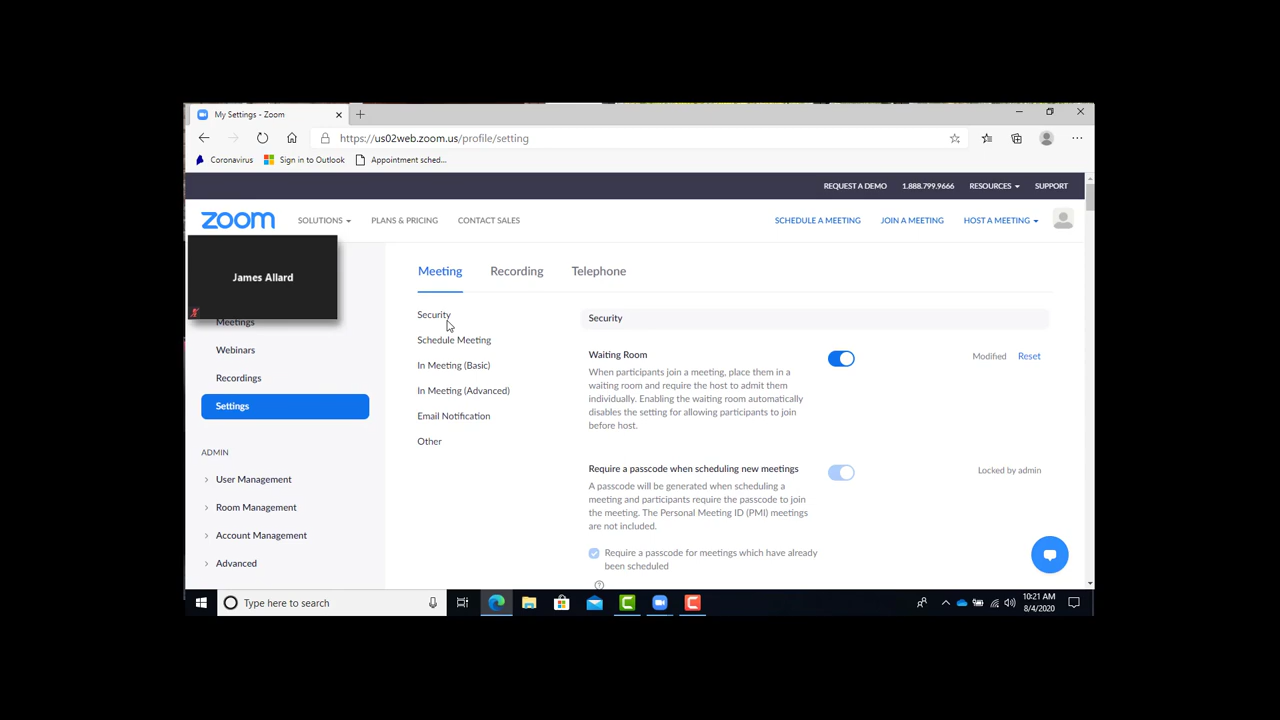 My Settings - Zoom
https://us02web.zoom.us/profile/setting
Coronavirus
Sign in to Outlook
Appointment sched...
REQUEST A DEMO
1.888.799.9666
RESOURCES
SUPPORT
zoom
SOLUTIONS
PLANS & PRICING
CONTACT SALES
SCHEDULE A MEETING
JOIN A MEETING
HOST A MEETING
James Allard
Meetings
Webinars
Recordings
Settings
ADMIN
User Management
Room Management
Account Management
Advanced
Meeting
Recording
Telephone
Security
Schedule Meeting
In Meeting (Basic)
In Meeting (Advanced)
Email Notification
Other
Security
Waiting Room
When participants join a meeting, place them in a
waiting room and require the host to admit them
individually. Enabling the waiting room automatically
disables the setting for allowing participants to join
before host.
Modified
Reset
Require a passcode when scheduling new meetings
A passcode will be generated when scheduling a
meeting and participants require the passcode to join
the meeting. The Personal Meeting ID (PMI) meetings
are not included.
Locked by admin
Require a passcode for meetings which have already
been scheduled
Type here to search
10:21 AM
8/4/2020